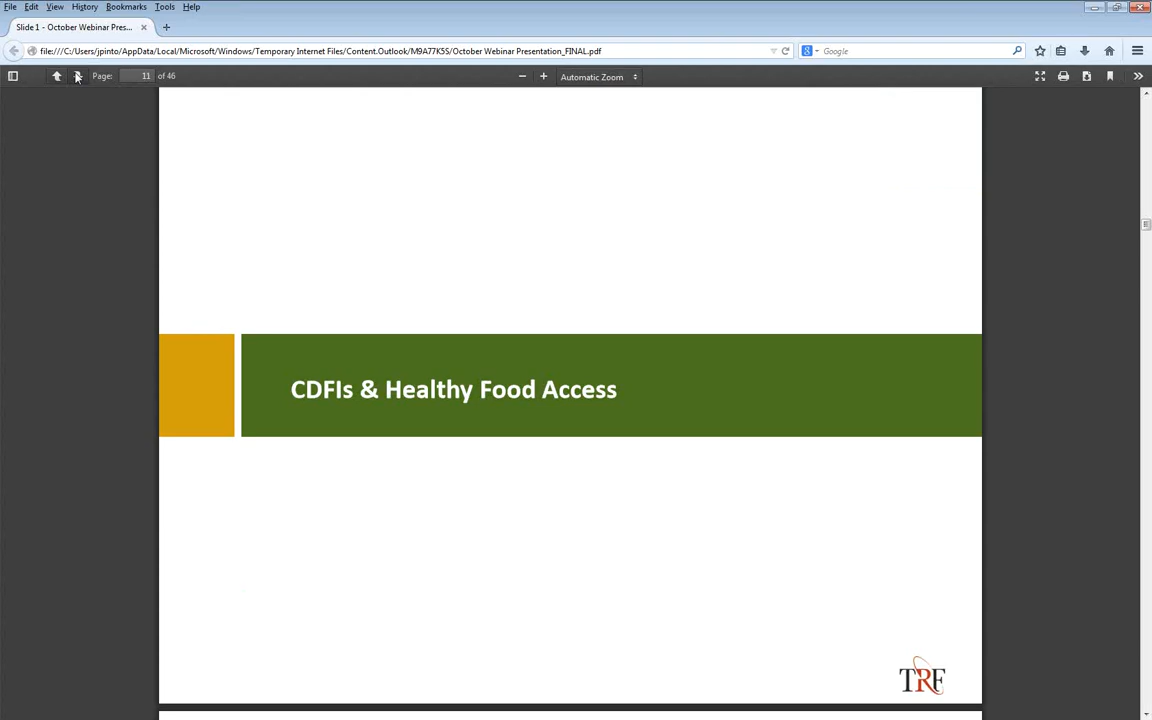 File Edit View History Bookmarks Tools Help
Slide 1 - October Webinar Pres...
file:///C:/Users/jpinto/AppData/Local/Microsoft/Windows/Temporary Internet Files/Content.Outlook/M9A77K5S/October Webinar Presentation_FINAL.pdf
Google
Page: 11 of 46
Automatic Zoom
CDFIs & Healthy Food Access
TRF